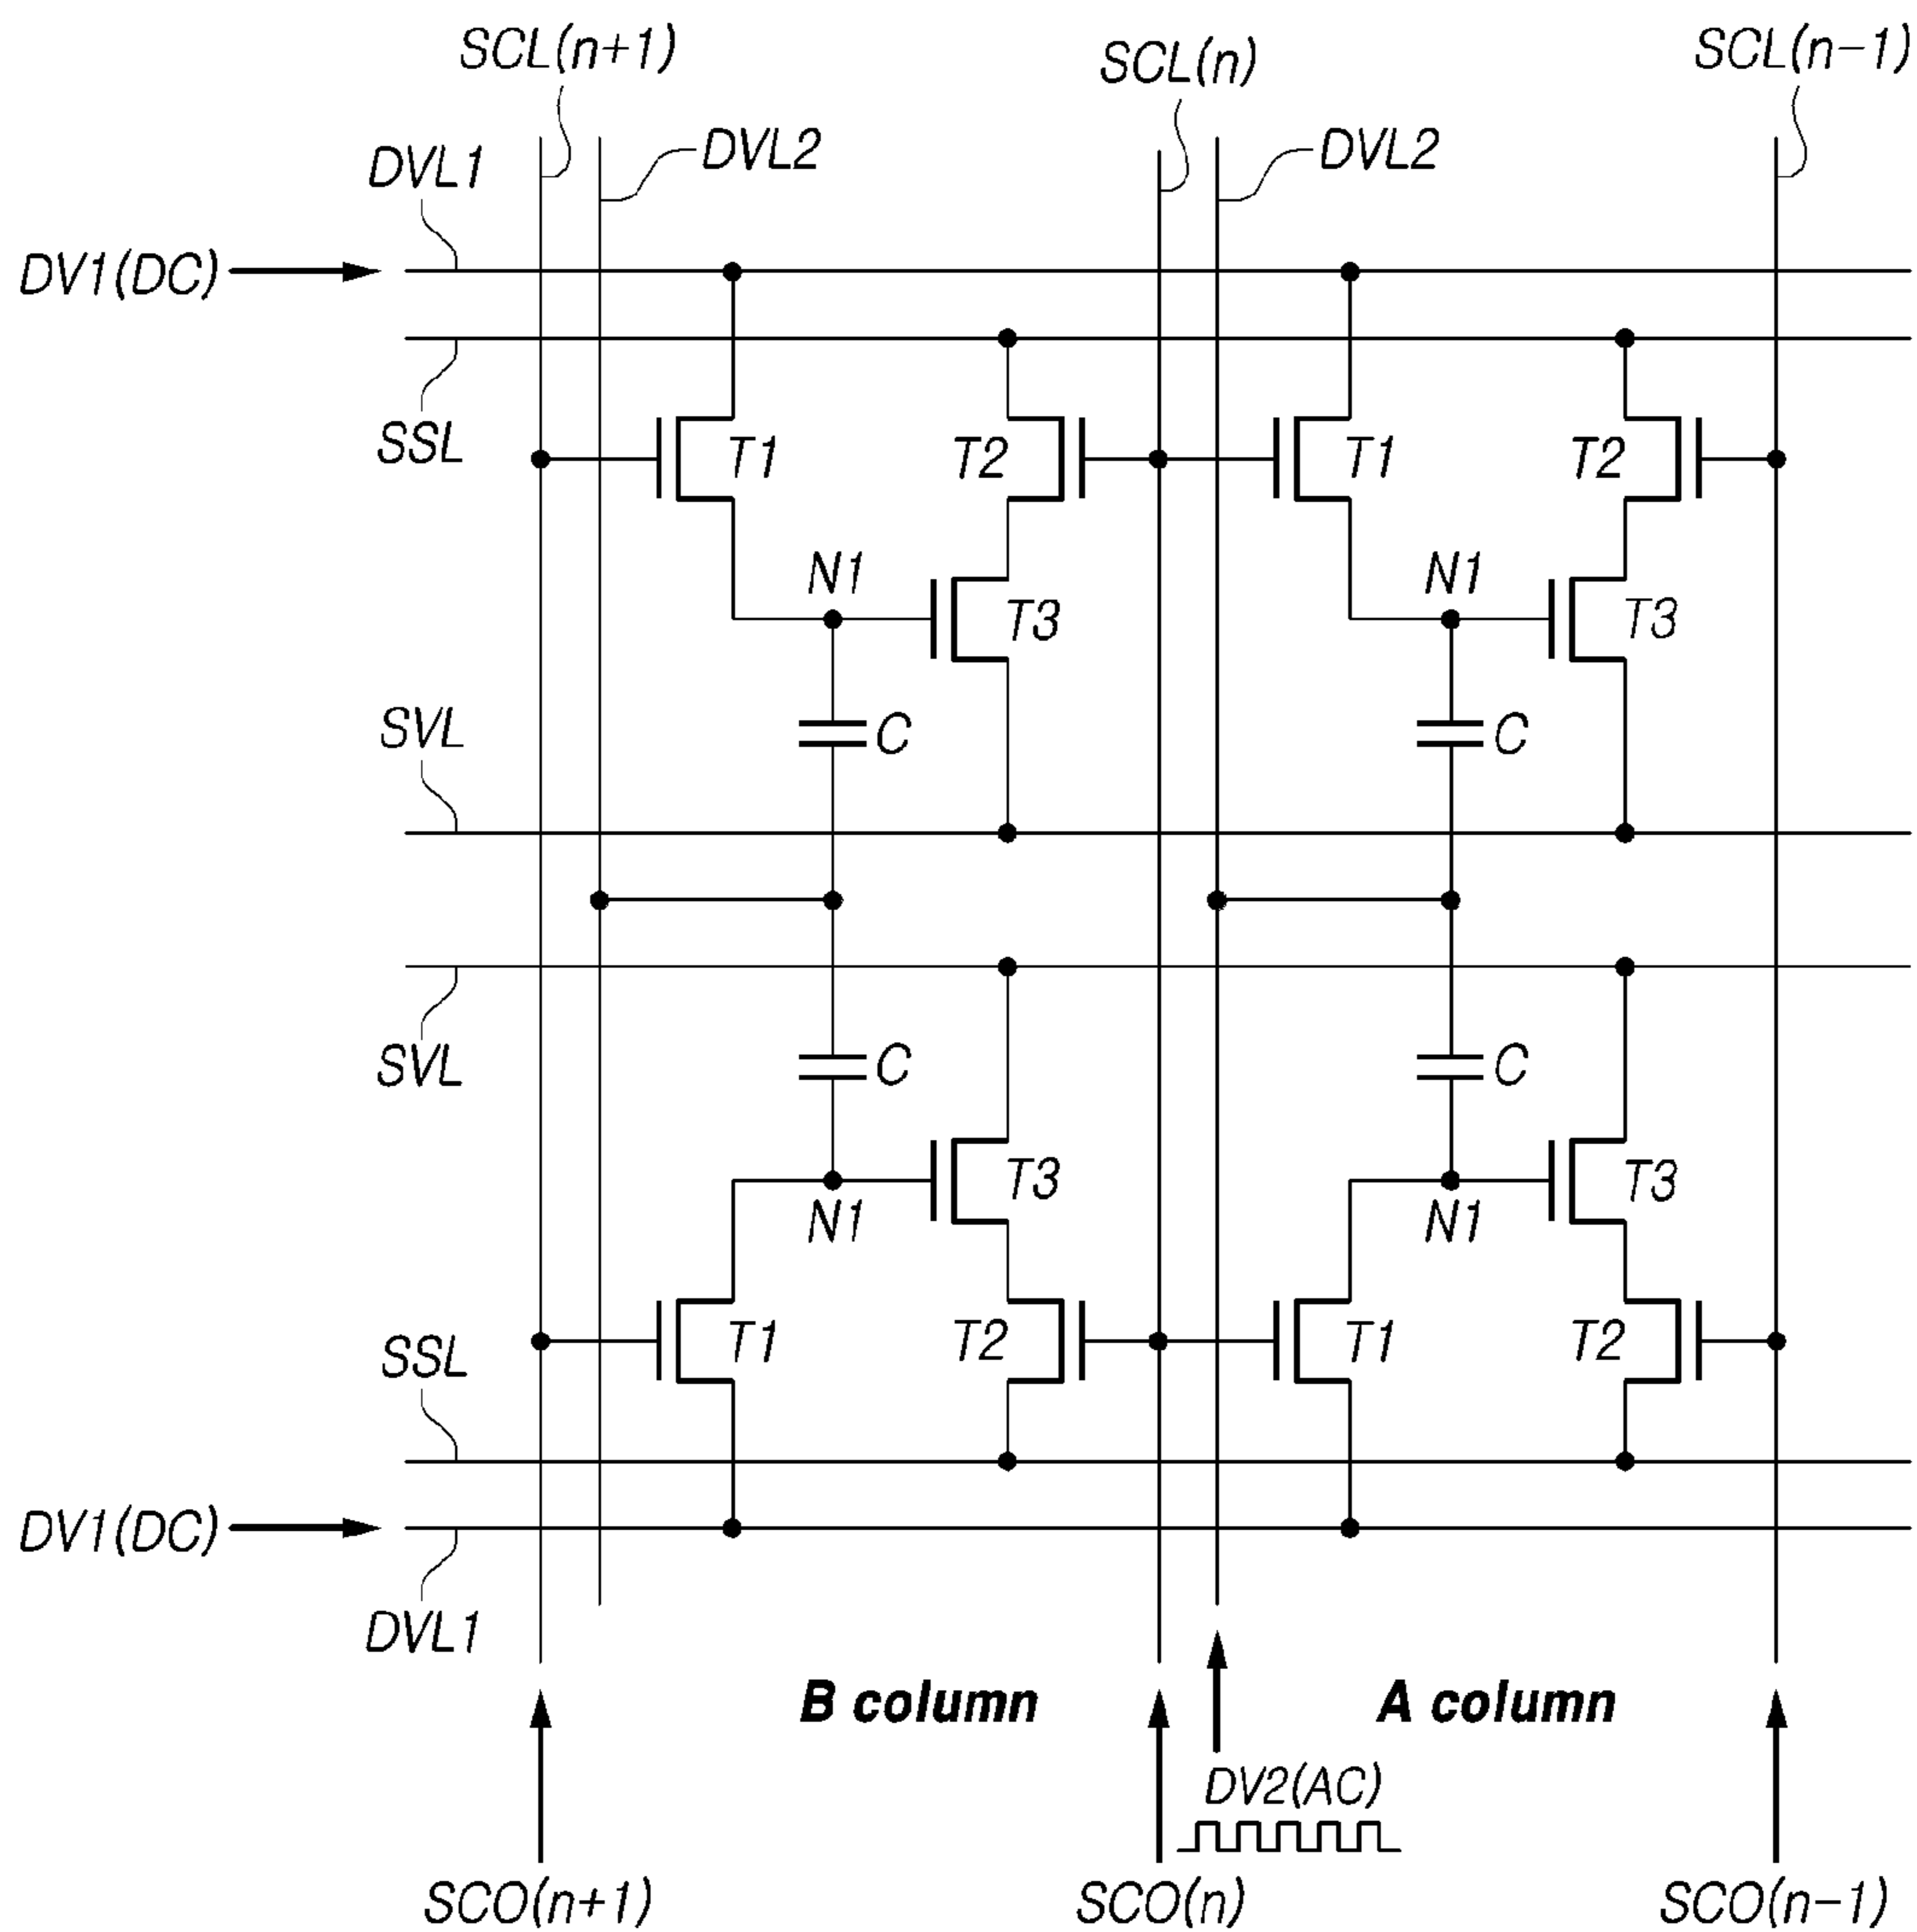 SCL(n+1)
SCL(n)
SCL(n-1)
DVL1
DVL2
DVL2
DV1(DC)
SSL
T1
T2
T1
T2
N1
T3
N1
T3
SVL
C
C
SVL
C
C
T3
T3
N1
N1
SSL
T1
T2
T1
T2
DV1(DC)
DVL1
B column
A column
DV2(AC)
SCO(n+1)
SCO(n)
SCO(n-1)